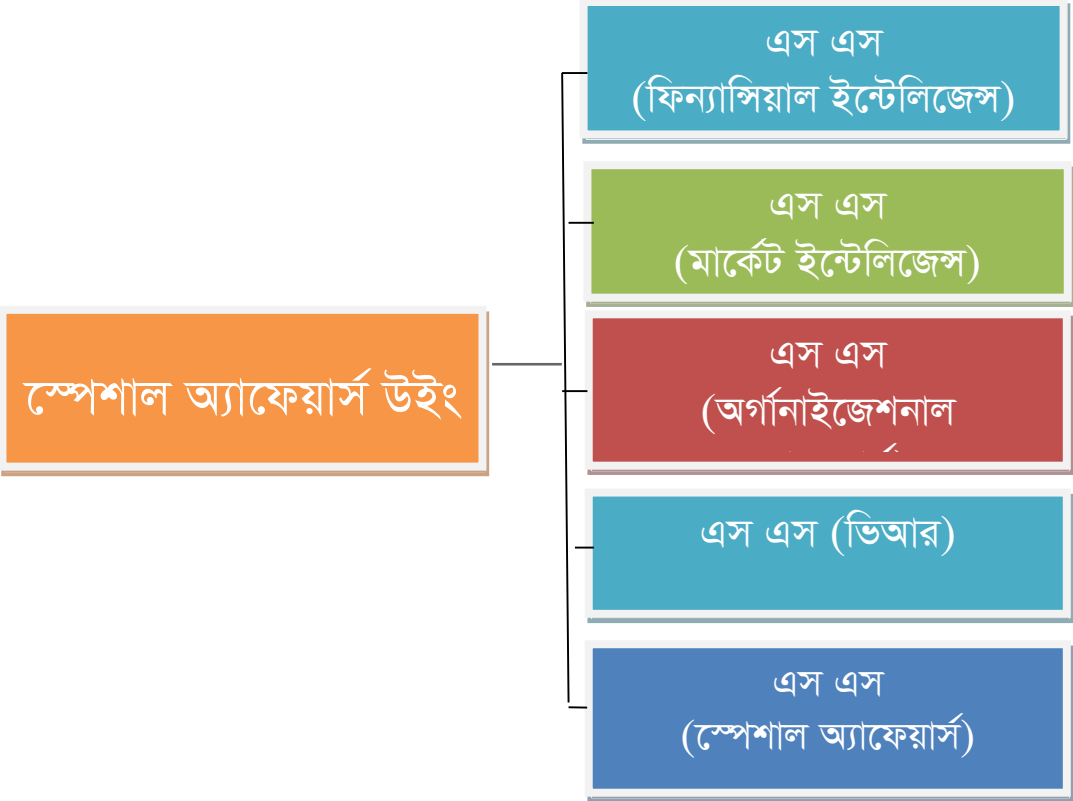 এস এস
(ফিন্যান্সিয়াল ইন্টেলিজেন্স)
এস এস
(মার্কেট ইন্টেলিজেন্স)
স্পেশাল অ্যাফেয়ার্স উইং
এস এস
(অর্গানাইজেশনাল
এস এস (ভিআর)
এস এস
(স্পেশাল অ্যাফেয়ার্স)